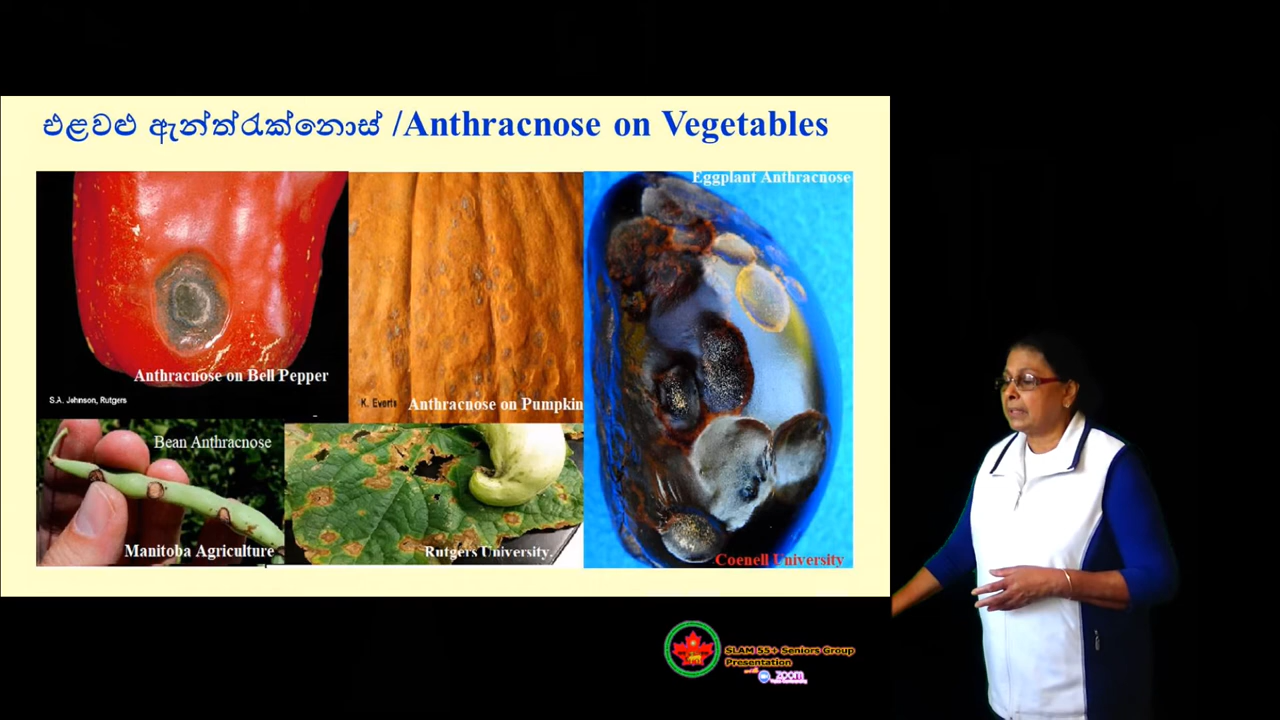 එළවළු ඇන්ත්රැක්නොස් /Anthracnose on Vegetables
Eggplant Anthracnose
Anthracnose on Bell Pepper
S.A. Johnson, Rutgers
K. Everts
Anthracnose on Pumpkin
Bean Anthracnose
Manitoba Agriculture
Rutgers University.
Coenell University
SLAM 55+ Seniors Group
Presentation
zoom